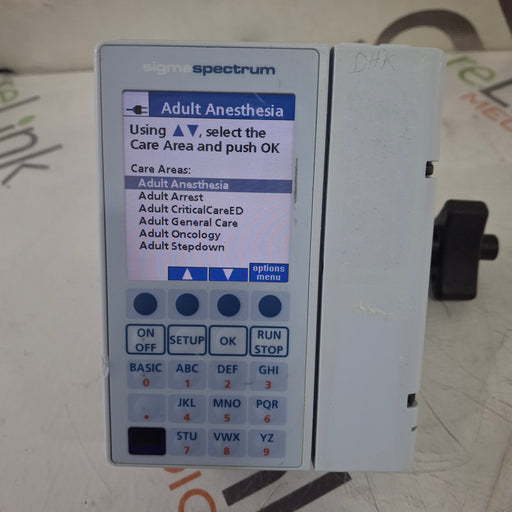 DHK
sigmaspectrum
Adult Anesthesia
Using ▲▼, select the
Care Area and push OK
Care Areas:
Adult Anesthesia
Adult Arrest
Adult CriticalCareED
Adult General Care
Adult Oncology
Adult Stepdown
options
menu
ON
OFF
SETUP
OK
RUN
STOP
BASIC ABC DEF GHI
0 1 2 3
JKL MNO PQR
. 4 5 6
STU VWX YZ
7 8 9